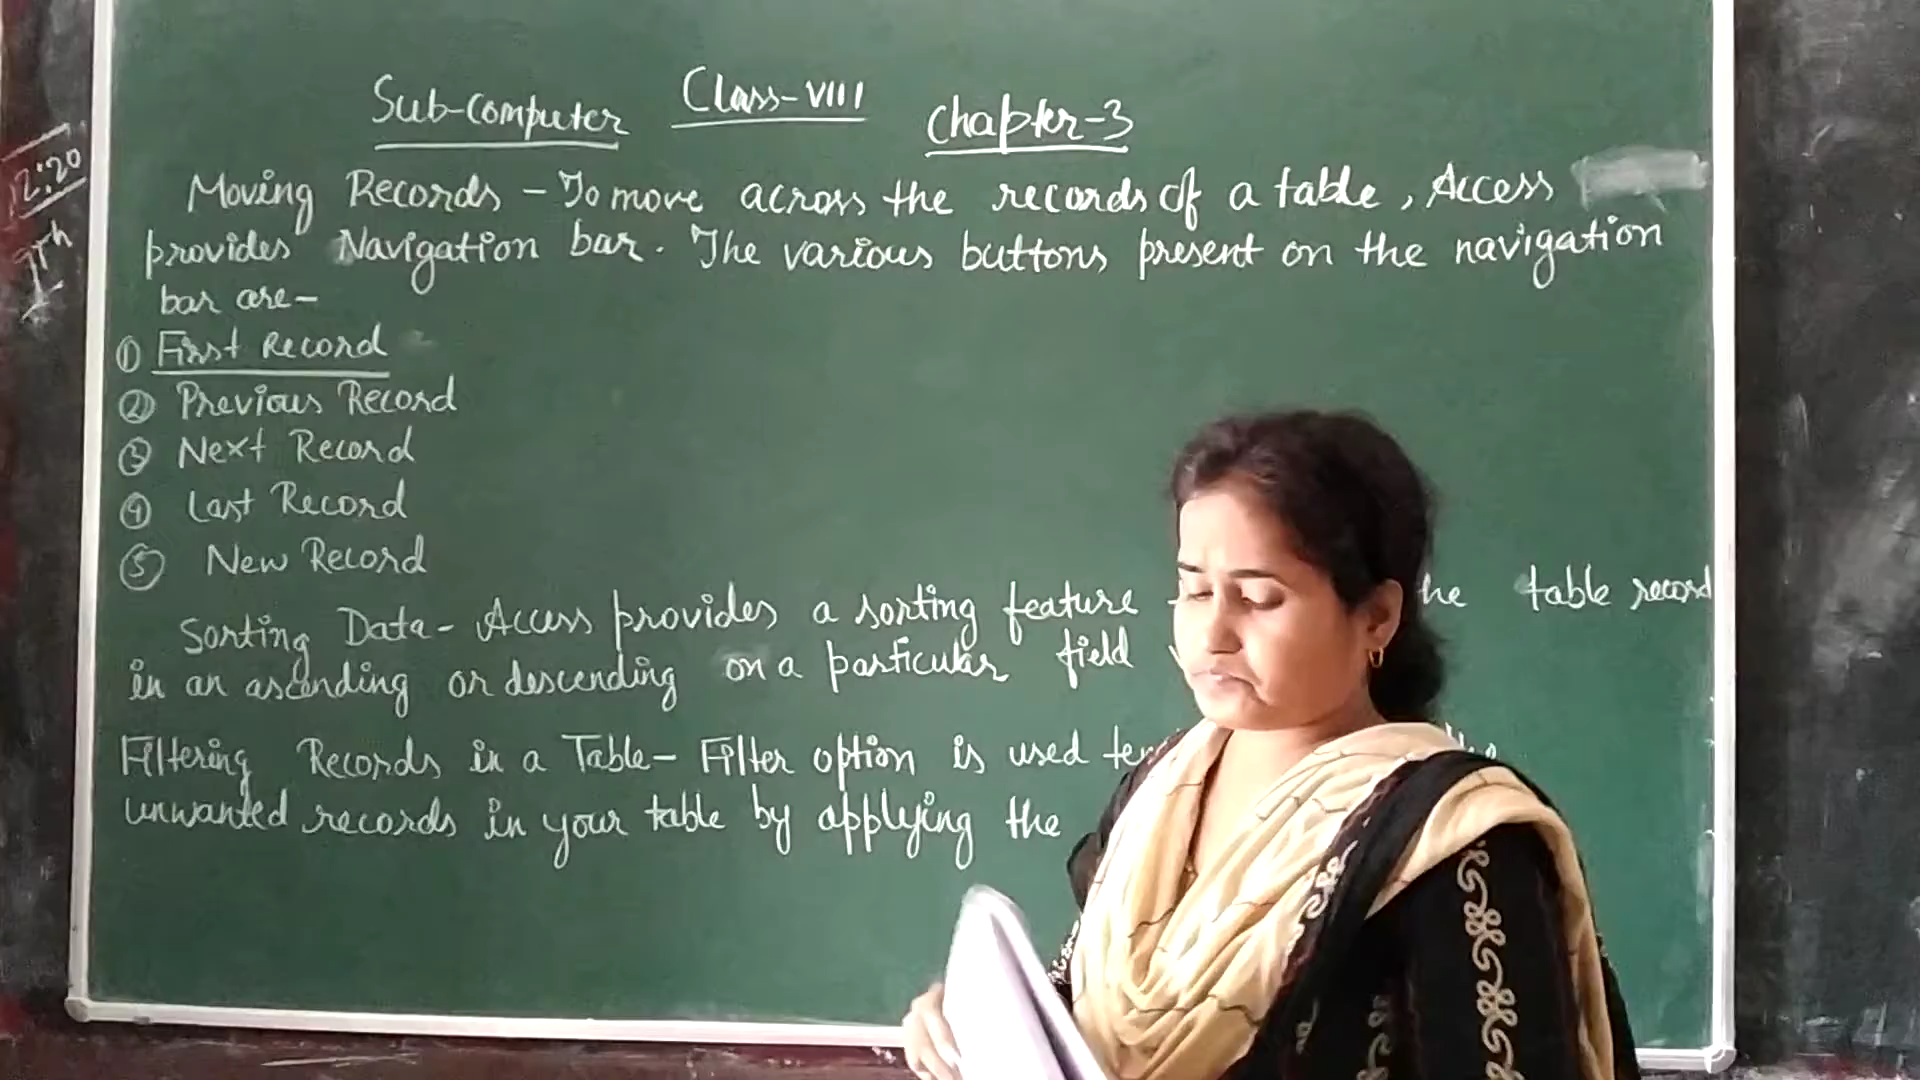 Sub-Computer Class-VIII Chapter-3
Moving Records - To move across the records of a table, Access
provides Navigation bar. The various buttons present on the navigation
bar are-
① First Record
② Previous Record
③ Next Record
④ Last Record
⑤ New Record
Sorting Data- Access provides a sorting feature he table record
in an ascending or descending on a particular field
Filtering Records in a Table- Filter option is used
unwanted records in your table by applying the
12:20